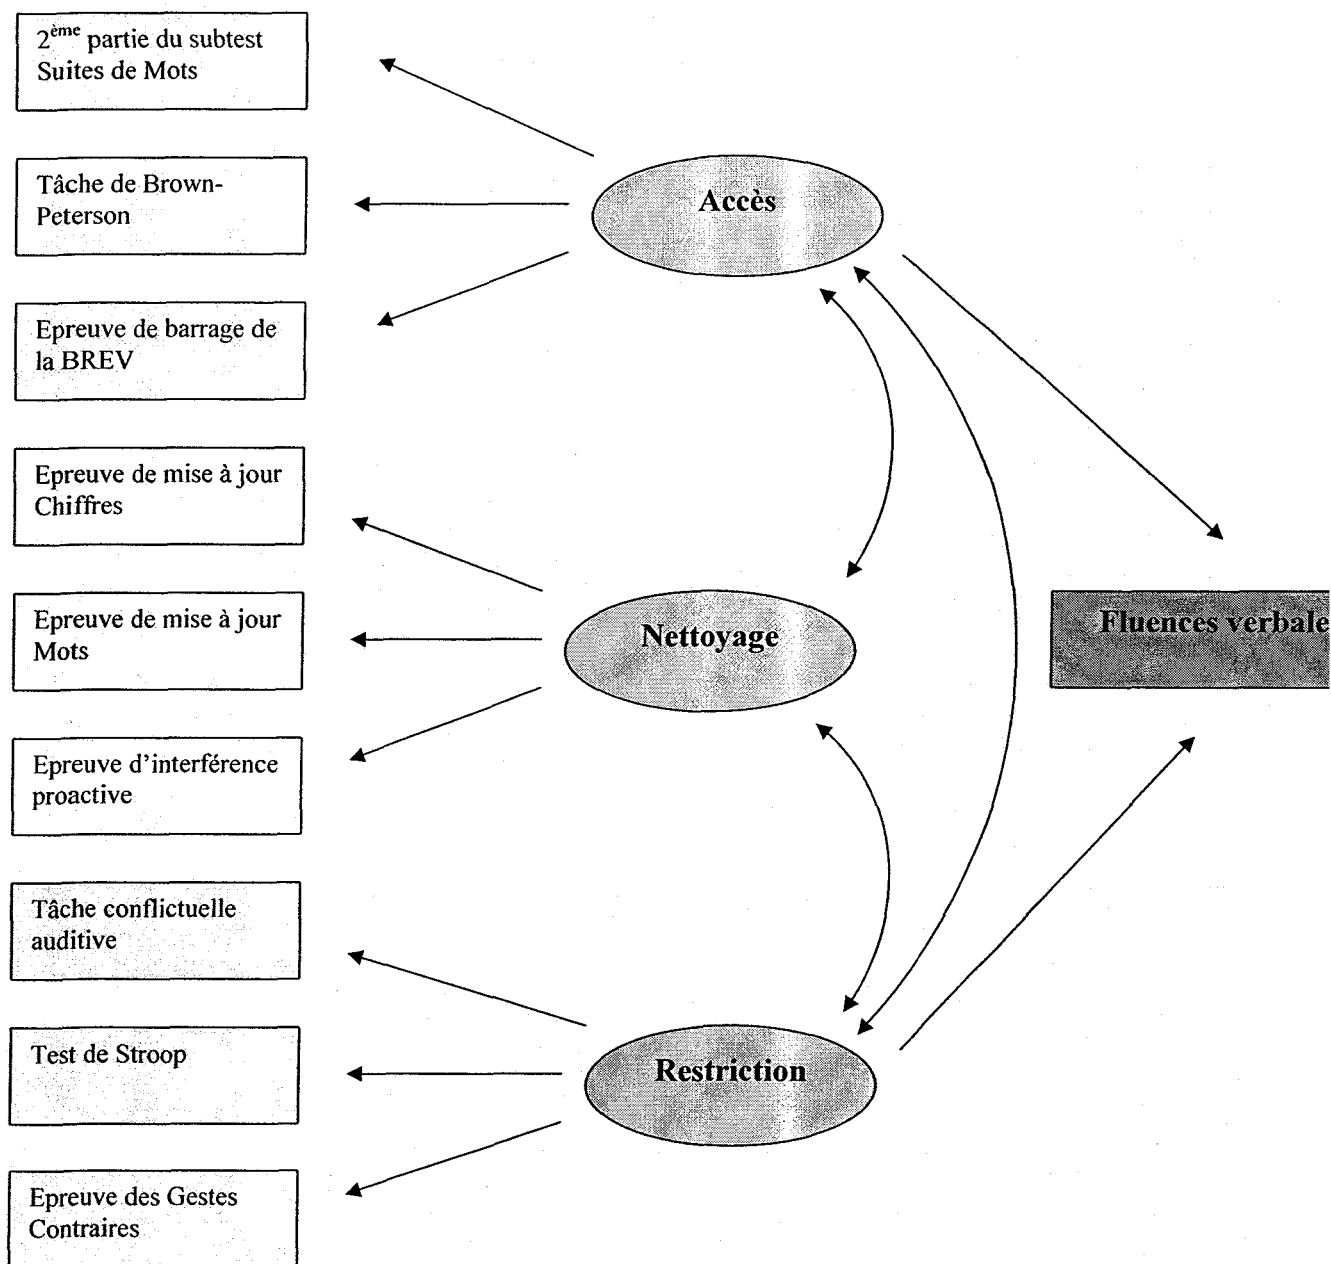 2ème partie du subtest
Suites de Mots
Tâche de Brown-
Peterson
Epreuve de barrage de
la BREV
Epreuve de mise à jour
Chiffres
Epreuve de mise à jour
Mots
Epreuve d'interférence
proactive
Tâche conflictuelle
auditive
Test de Stroop
Epreuve des Gestes
Contraires
Accès
Nettoyage
Restriction
Fluences verbale